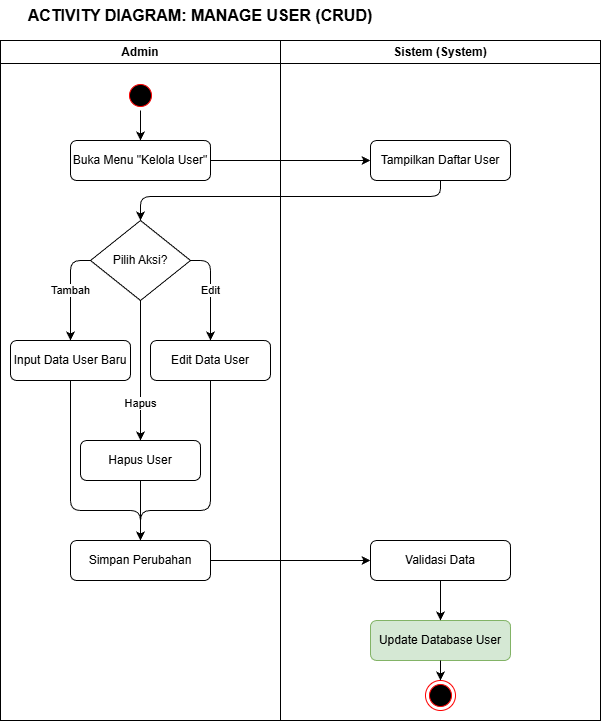 ACTIVITY DIAGRAM: MANAGE USER (CRUD)
Admin
Sistem (System)
Buka Menu "Kelola User"
Tampilkan Daftar User
Pilih Aksi?
Tambah
Edit
Input Data User Baru
Edit Data User
Hapus
Hapus User
Simpan Perubahan
Validasi Data
Update Database User